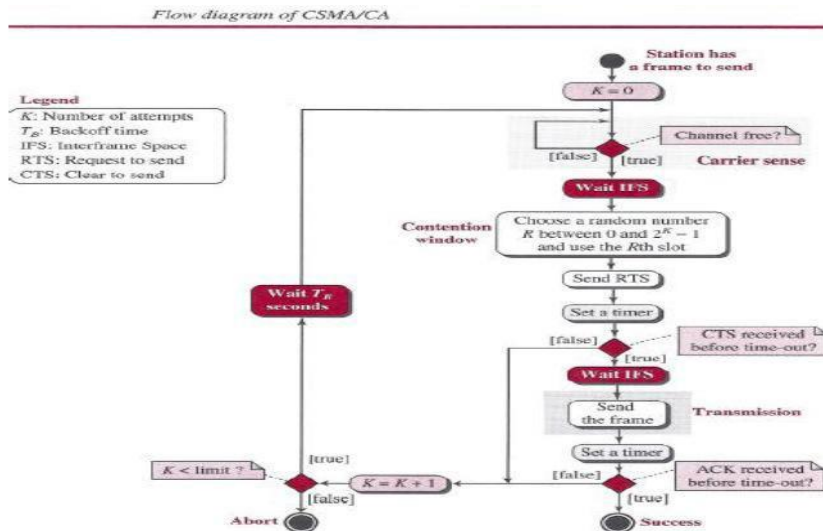 Flow diagram of CSMA/CA
Station has
a frame to send
Legend
K: Number of attempts
T_B: Backoff time
IFS: Interframe Space
RTS: Request to send
CTS: Clear to send
K = 0
Channel free?
[false]
[true]
Carrier sense
Wait IFS
Contention
window
Choose a random number
R between 0 and 2^K − 1
and use the Rth slot
Send RTS
Wait T_B
seconds
Set a timer
[false]
CTS received
before time-out?
[true]
Wait IFS
Send
the frame
Transmission
Set a timer
K < limit ?
[true]
[false]
K = K + 1
[false]
ACK received
before time-out?
[true]
Abort
Success